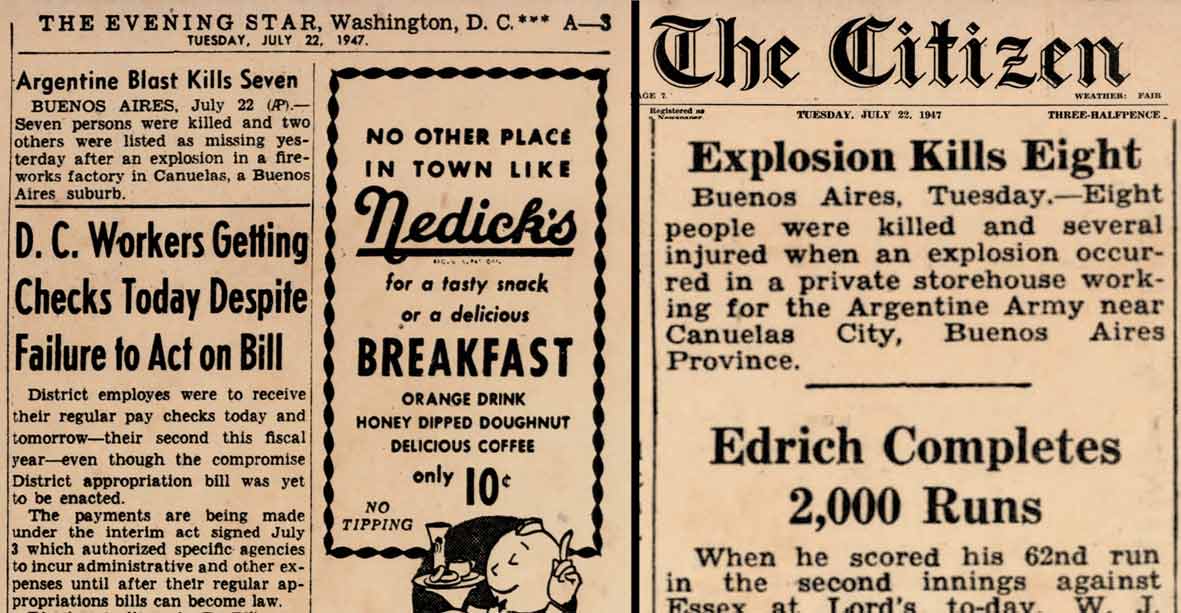 THE EVENING STAR, Washington, D. C.*** A—3
TUESDAY, JULY 22, 1947.
Argentine Blast Kills Seven
BUENOS AIRES, July 22 (AP).—
Seven persons were killed and two
others were listed as missing yes-
terday after an explosion in a fire-
works factory in Canuelas, a Buenos
Aires suburb.
D. C. Workers Getting
Checks Today Despite
Failure to Act on Bill
District employes were to receive
their regular pay checks today and
tomorrow—their second this fiscal
year—even though the compromise
District appropriation bill was yet
to be enacted.
The payments are being made
under the interim act signed July
3 which authorized specific agencies
to incur administrative and other ex-
penses until after their regular ap-
propriations bills can become law.
NO OTHER PLACE
IN TOWN LIKE
Nedick's
for a tasty snack
or a delicious
BREAKFAST
ORANGE DRINK
HONEY DIPPED DOUGHNUT
DELICIOUS COFFEE
only 10¢
NO
TIPPING
The Citizen
AGE 7. WEATHER: FAIR
Registered as
Newspaper
TUESDAY, JULY 22, 1947
THREE-HALFPENCE
Explosion Kills Eight
Buenos Aires, Tuesday.—Eight
people were killed and several
injured when an explosion occur-
red in a private storehouse work-
ing for the Argentine Army near
Canuelas City, Buenos Aires
Province.
Edrich Completes
2,000 Runs
When he scored his 62nd run
in the second innings against
Essex at Lord's to-day, W. J.